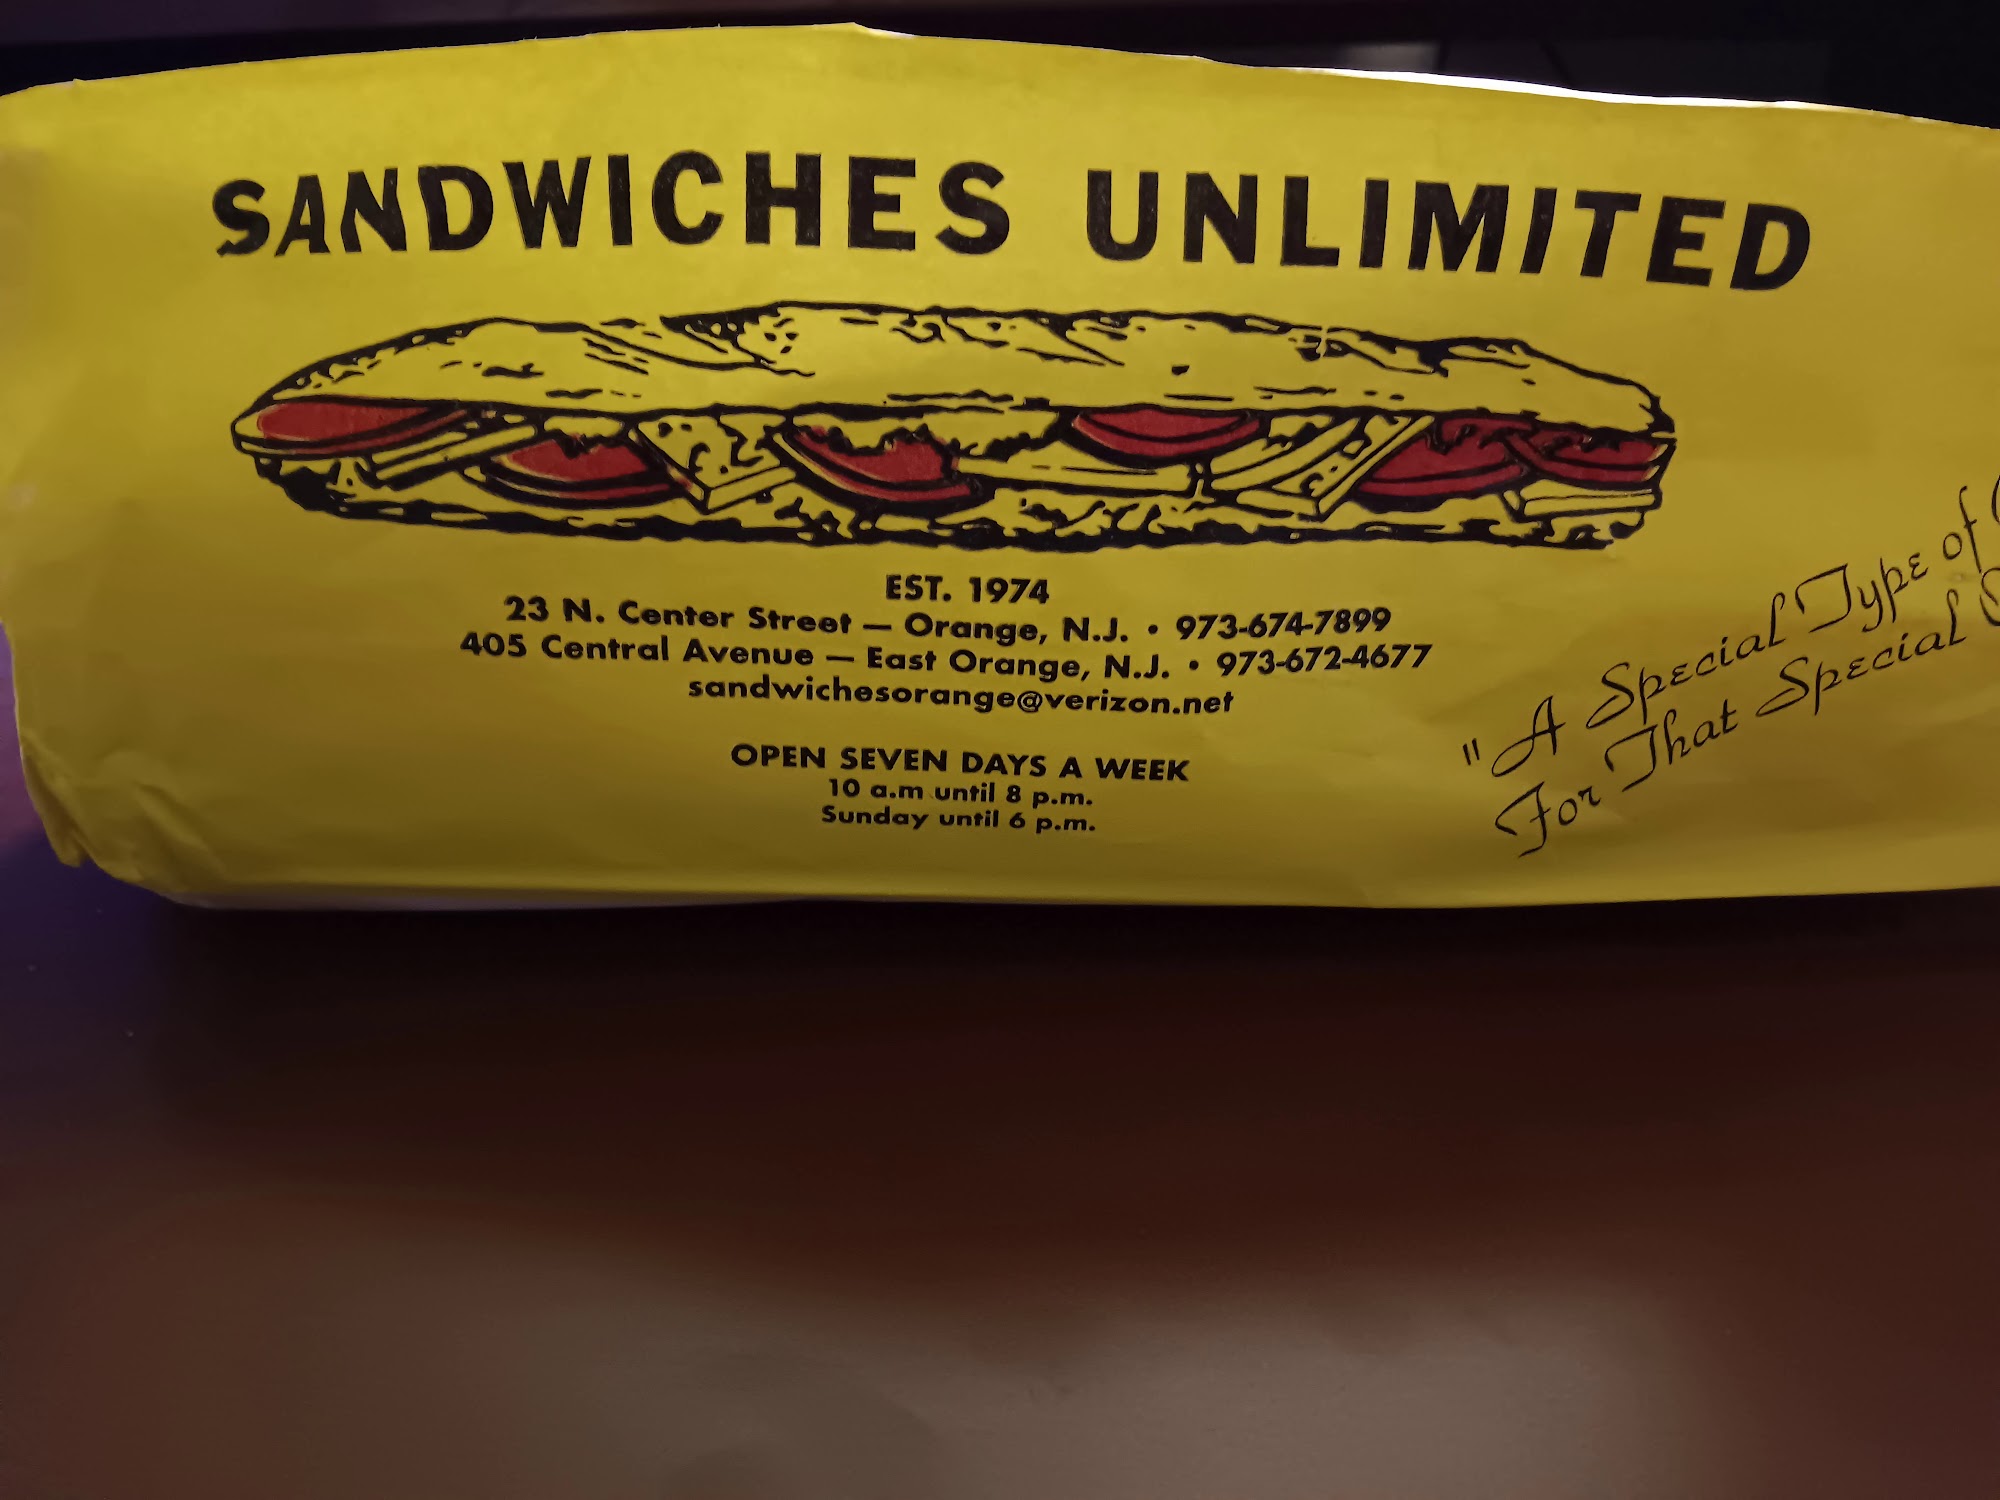 SANDWICHES UNLIMITED
EST. 1974
23 N. Center Street — Orange, N.J. • 973-674-7899
405 Central Avenue — East Orange, N.J. • 973-672-4677
sandwichesorange@verizon.net
OPEN SEVEN DAYS A WEEK
10 a.m until 8 p.m.
Sunday until 6 p.m.
"A Special Type of
For That Special